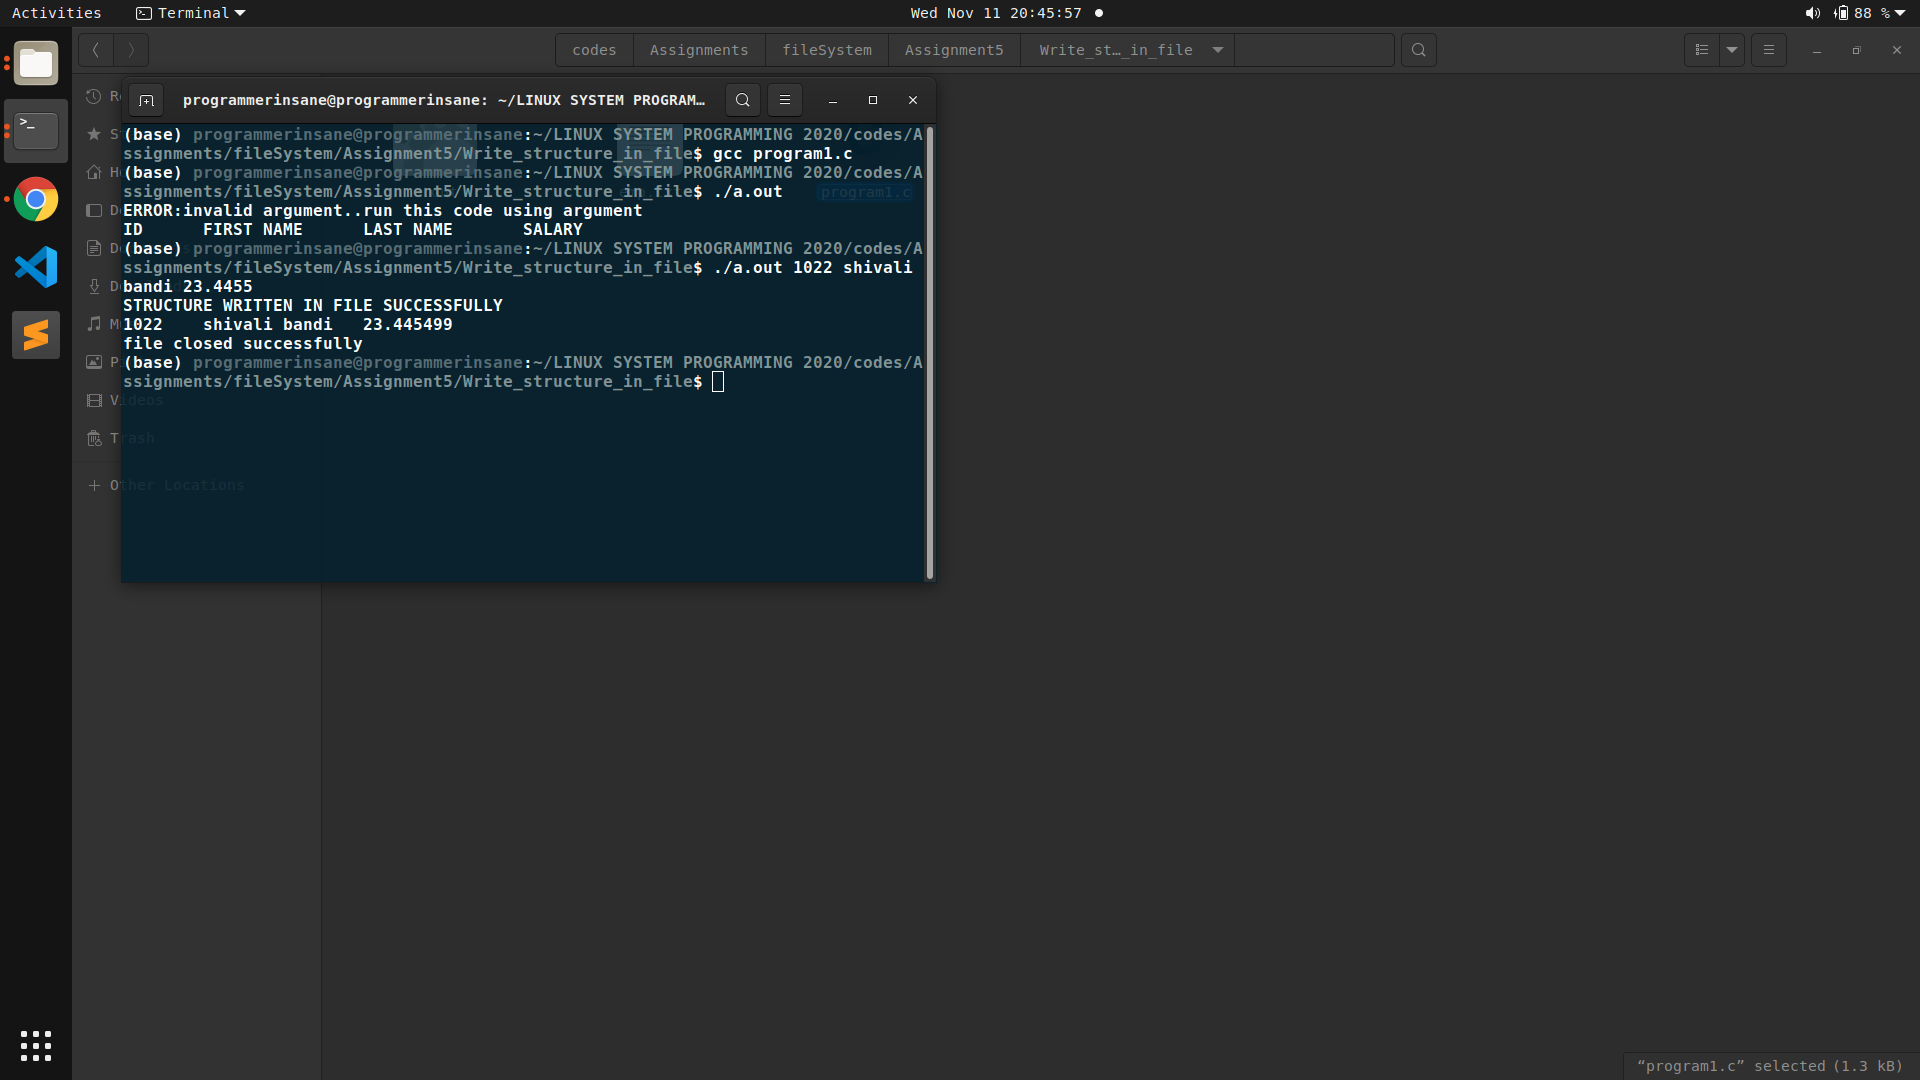 Activities Terminal Wed Nov 11 20:45:57 88 %
codes Assignments fileSystem Assignment5 Write_st…_in_file
programmerinsane@programmerinsane: ~/LINUX SYSTEM PROGRAM…
(base) programmerinsane@programmerinsane:~/LINUX SYSTEM PROGRAMMING 2020/codes/A
ssignments/fileSystem/Assignment5/Write_structure_in_file$ gcc program1.c
(base) programmerinsane@programmerinsane:~/LINUX SYSTEM PROGRAMMING 2020/codes/A
ssignments/fileSystem/Assignment5/Write_structure_in_file$ ./a.out
program1.c
ERROR:invalid argument..run this code using argument
ID FIRST NAME LAST NAME SALARY
(base) programmerinsane@programmerinsane:~/LINUX SYSTEM PROGRAMMING 2020/codes/A
ssignments/fileSystem/Assignment5/Write_structure_in_file$ ./a.out 1022 shivali
bandi 23.4455
STRUCTURE WRITTEN IN FILE SUCCESSFULLY
1022 shivali bandi 23.445499
file closed successfully
(base) programmerinsane@programmerinsane:~/LINUX SYSTEM PROGRAMMING 2020/codes/A
ssignments/fileSystem/Assignment5/Write_structure_in_file$
Videos
Trash
Other Locations
“program1.c” selected (1.3 kB)